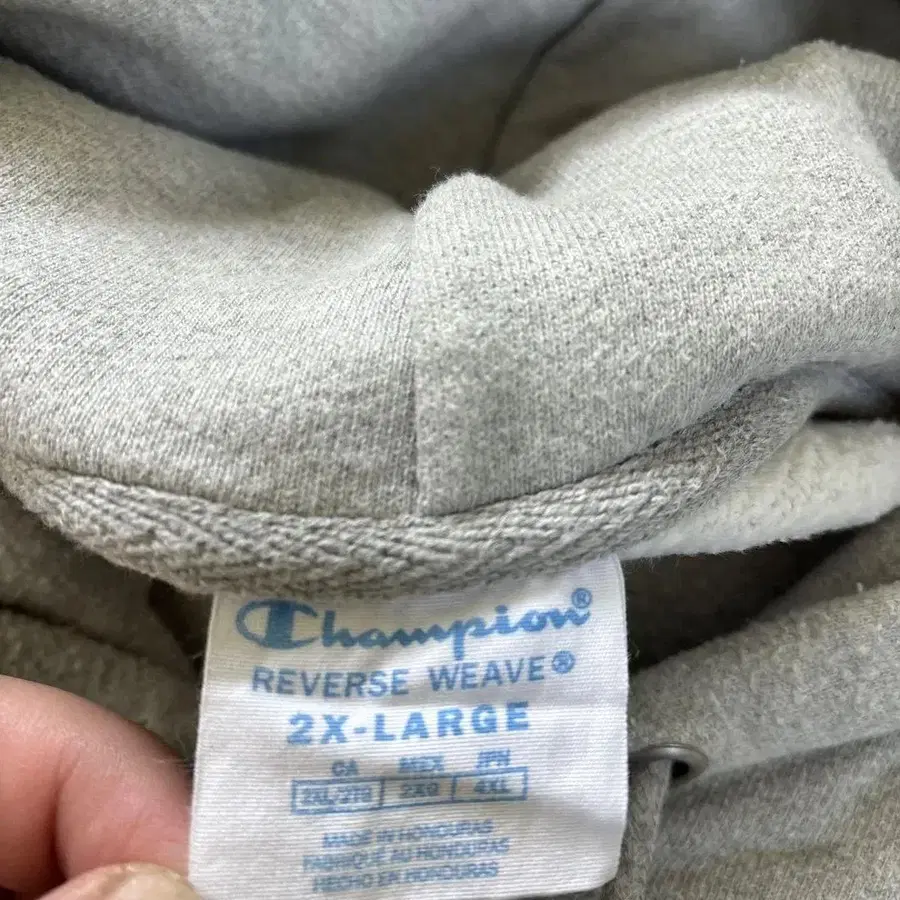 Champion®
REVERSE WEAVE®
2X-LARGE
CA MEX JPN
2XL/2TG 2XG 4XL
MADE IN HONDURAS
FABRIQUÉ AU HONDURAS
HECHO EN HONDURAS